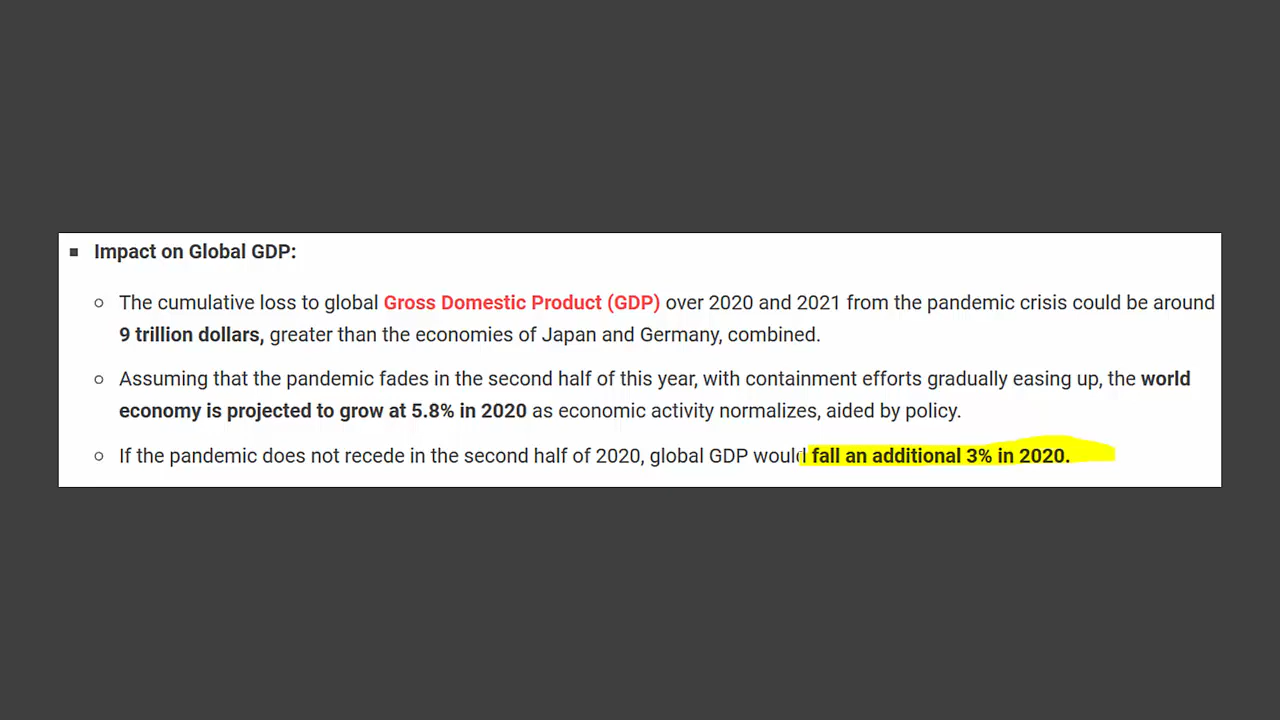 Impact on Global GDP:
The cumulative loss to global Gross Domestic Product (GDP) over 2020 and 2021 from the pandemic crisis could be around
9 trillion dollars, greater than the economies of Japan and Germany, combined.
Assuming that the pandemic fades in the second half of this year, with containment efforts gradually easing up, the world
economy is projected to grow at 5.8% in 2020 as economic activity normalizes, aided by policy.
If the pandemic does not recede in the second half of 2020, global GDP would fall an additional 3% in 2020.